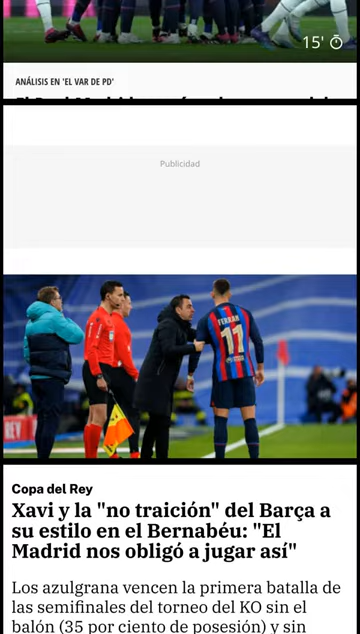 15'
ANÁLISIS EN 'EL VAR DE PD'
Publicidad
FERRAN
11
Copa del Rey
Xavi y la "no traición" del Barça a
su estilo en el Bernabéu: "El
Madrid nos obligó a jugar así"
Los azulgrana vencen la primera batalla de
las semifinales del torneo del KO sin el
balón (35 por ciento de posesión) y sin